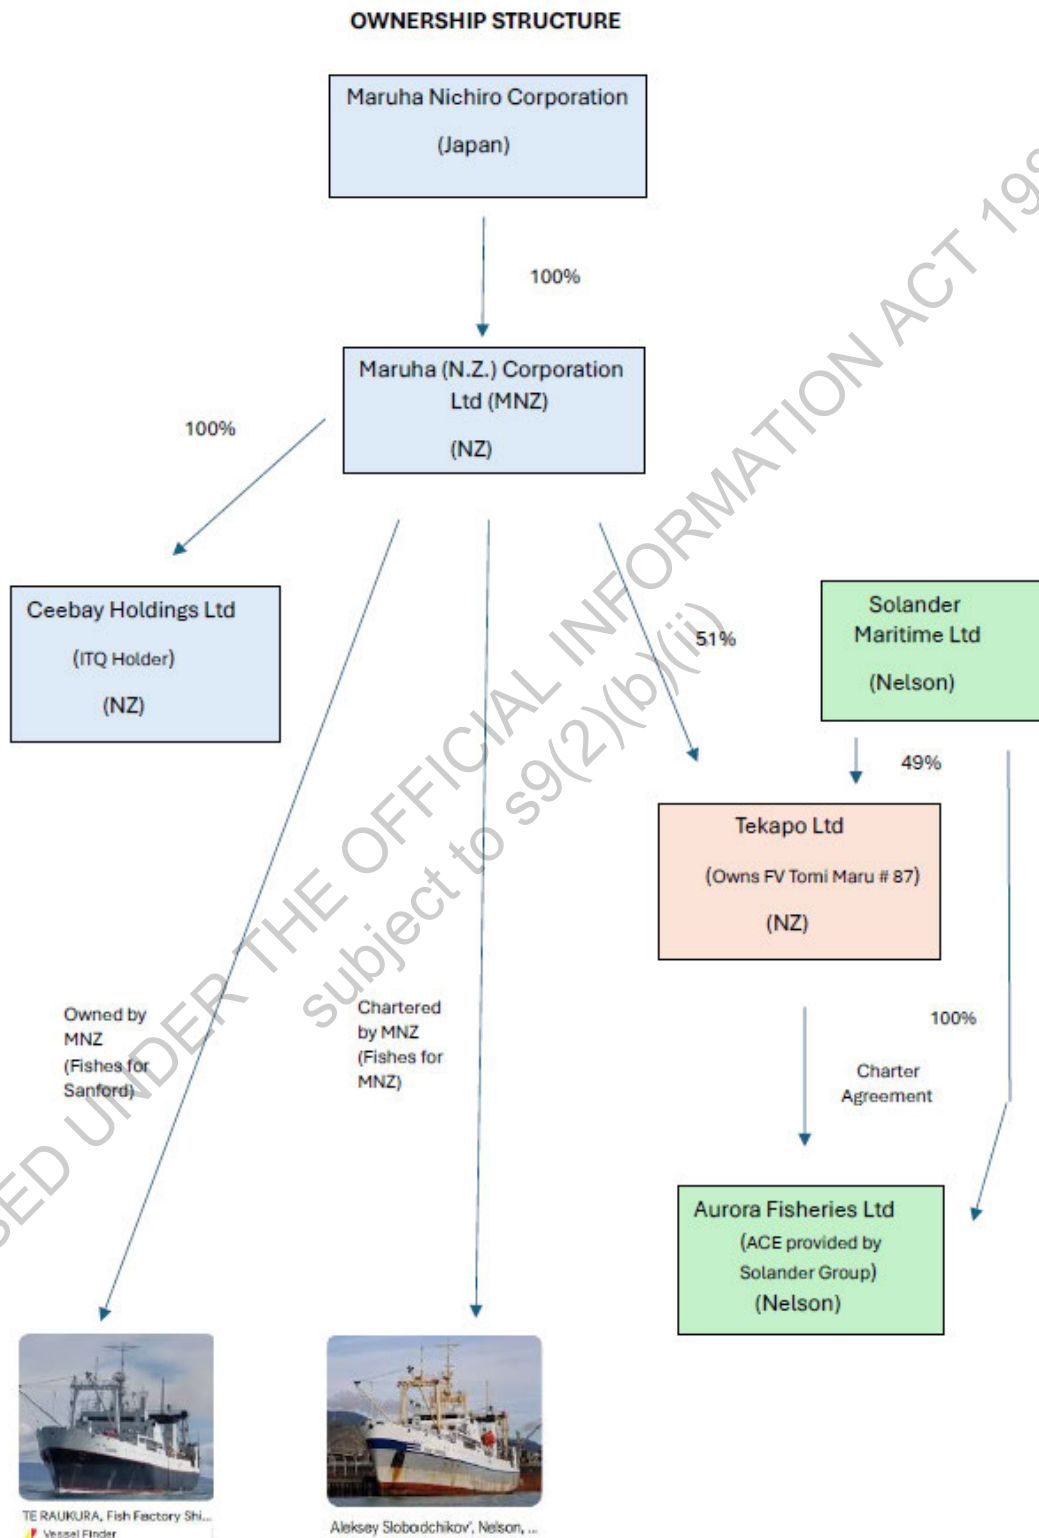 OWNERSHIP STRUCTURE
Maruha Nichiro Corporation
(Japan)
100%
Maruha (N.Z.) Corporation
Ltd (MNZ)
(NZ)
100%
Ceebay Holdings Ltd
(ITQ Holder)
(NZ)
51%
Solander
Maritime Ltd
(Nelson)
49%
Tekapo Ltd
(Owns FV Tomi Maru # 87)
(NZ)
Owned by
MNZ
(Fishes for
Sanford)
Chartered
by MNZ
(Fishes for
MNZ)
100%
Charter
Agreement
Aurora Fisheries Ltd
(ACE provided by
Solander Group)
(Nelson)
TE RAUKURA, Fish Factory Shi...
Vessel Finder
Aleksey Slobodchikov', Nelson, ...
SED UNDER THE OFFICIAL INFORMATION ACT 198
subject to s9(2)(b)(ii)